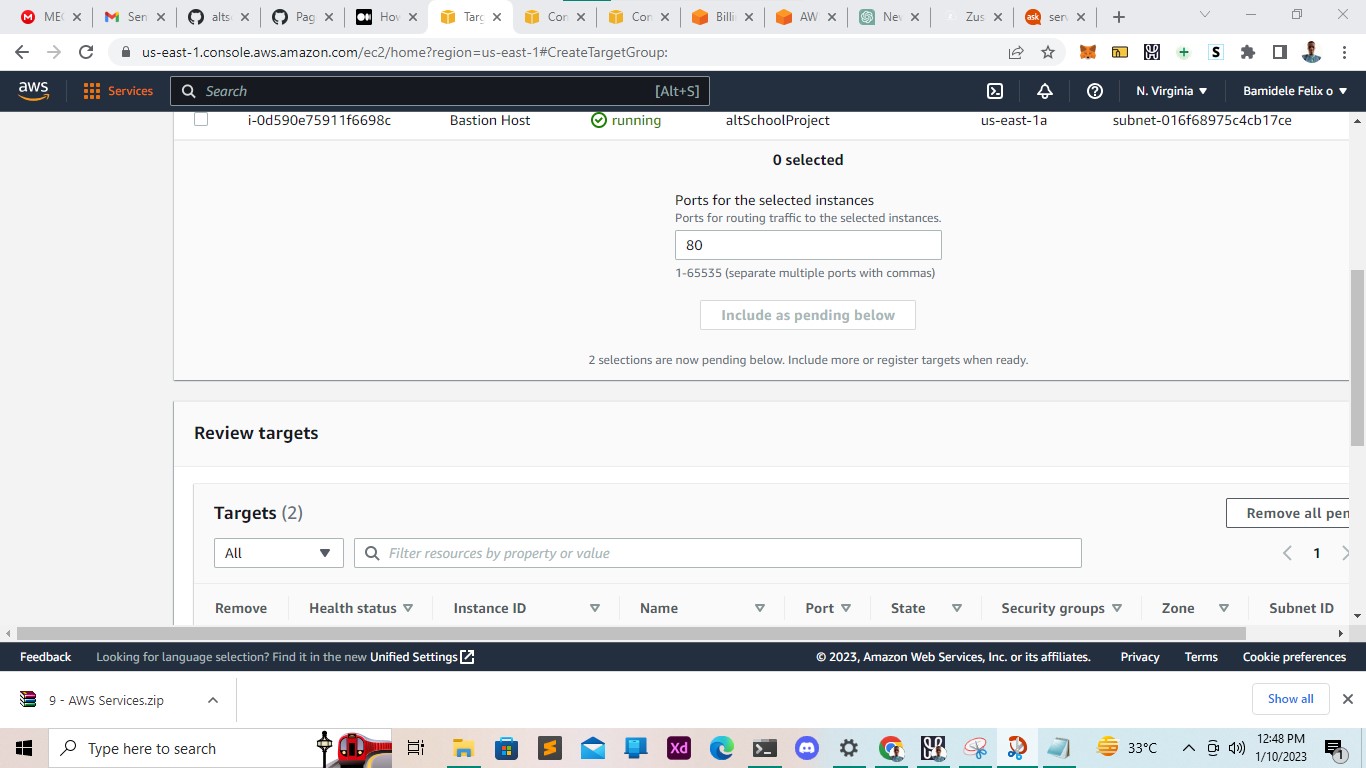 MEC
Sen
alts
Pag
How
Targ
Con
Con
Billi
AW
Nev
Zus
ask
serv
us-east-1.console.aws.amazon.com/ec2/home?region=us-east-1#CreateTargetGroup:
aws
Services
Search
[Alt+S]
N. Virginia
Bamidele Felix o
i-0d590e75911f6698c
Bastion Host
running
altSchoolProject
us-east-1a
subnet-016f68975c4cb17ce
0 selected
Ports for the selected instances
Ports for routing traffic to the selected instances.
80
1-65535 (separate multiple ports with commas)
Include as pending below
2 selections are now pending below. Include more or register targets when ready.
Review targets
Targets (2)
Remove all pen
All
Filter resources by property or value
1
Remove
Health status
Instance ID
Name
Port
State
Security groups
Zone
Subnet ID
Feedback
Looking for language selection? Find it in the new Unified Settings
© 2023, Amazon Web Services, Inc. or its affiliates.
Privacy
Terms
Cookie preferences
9 - AWS Services.zip
Show all
Type here to search
Xd
33°C
12:48 PM
1/10/2023
1